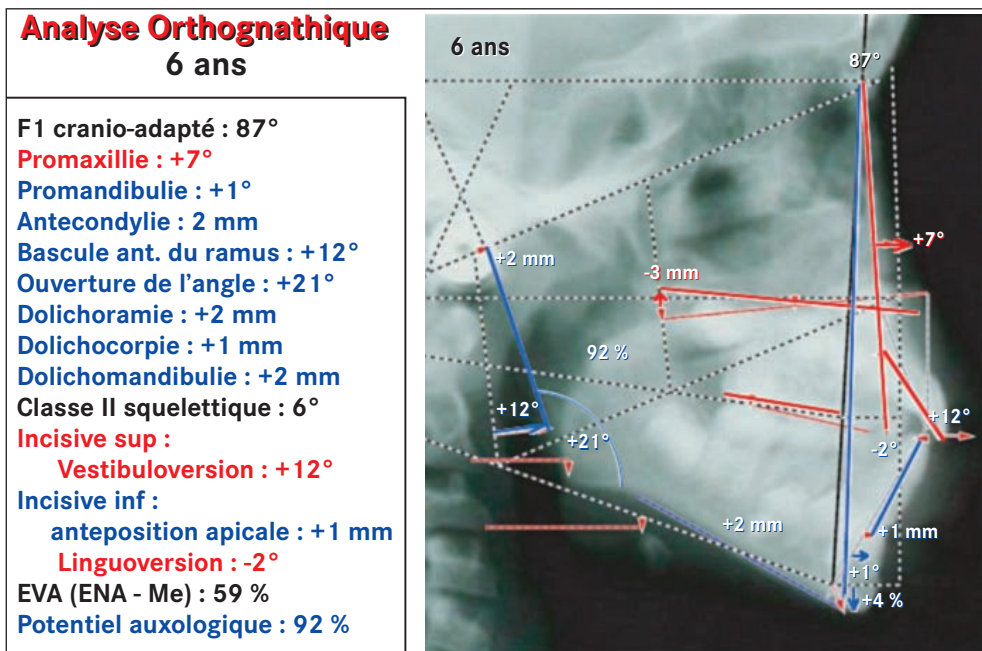 Analyse Orthognathique
6 ans
F1 cranio-adapté : 87°
Promaxillie : +7°
Promandibulie : +1°
Antecondylie : 2 mm
Bascule ant. du ramus : +12°
Ouverture de l'angle : +21°
Dolichoramie : +2 mm
Dolichocorpie : +1 mm
Dolichomandibulie : +2 mm
Classe II squelettique : 6°
Incisive sup :
Vestibuloversion : +12°
Incisive inf :
anteposition apicale : +1 mm
Linguoversion : -2°
EVA (ENA - Me) : 59 %
Potentiel auxologique : 92 %
6 ans
87°
+7°
+2 mm
-3 mm
92 %
+12°
+12°
+21°
-2°
+2 mm
+1 mm
+1°
+4 %